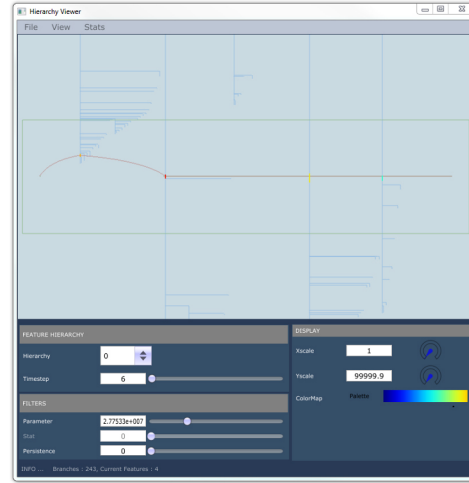 Hierarchy Viewer
File View Stats
FEATURE HIERARCHY
Hierarchy 0
Timestep 6
FILTERS
Parameter 2.77533e+007
Stat 0
Persistence 0
DISPLAY
Xscale 1
Yscale 99999.9
ColorMap Palette
INFO ... Branches : 243, Current Features : 4